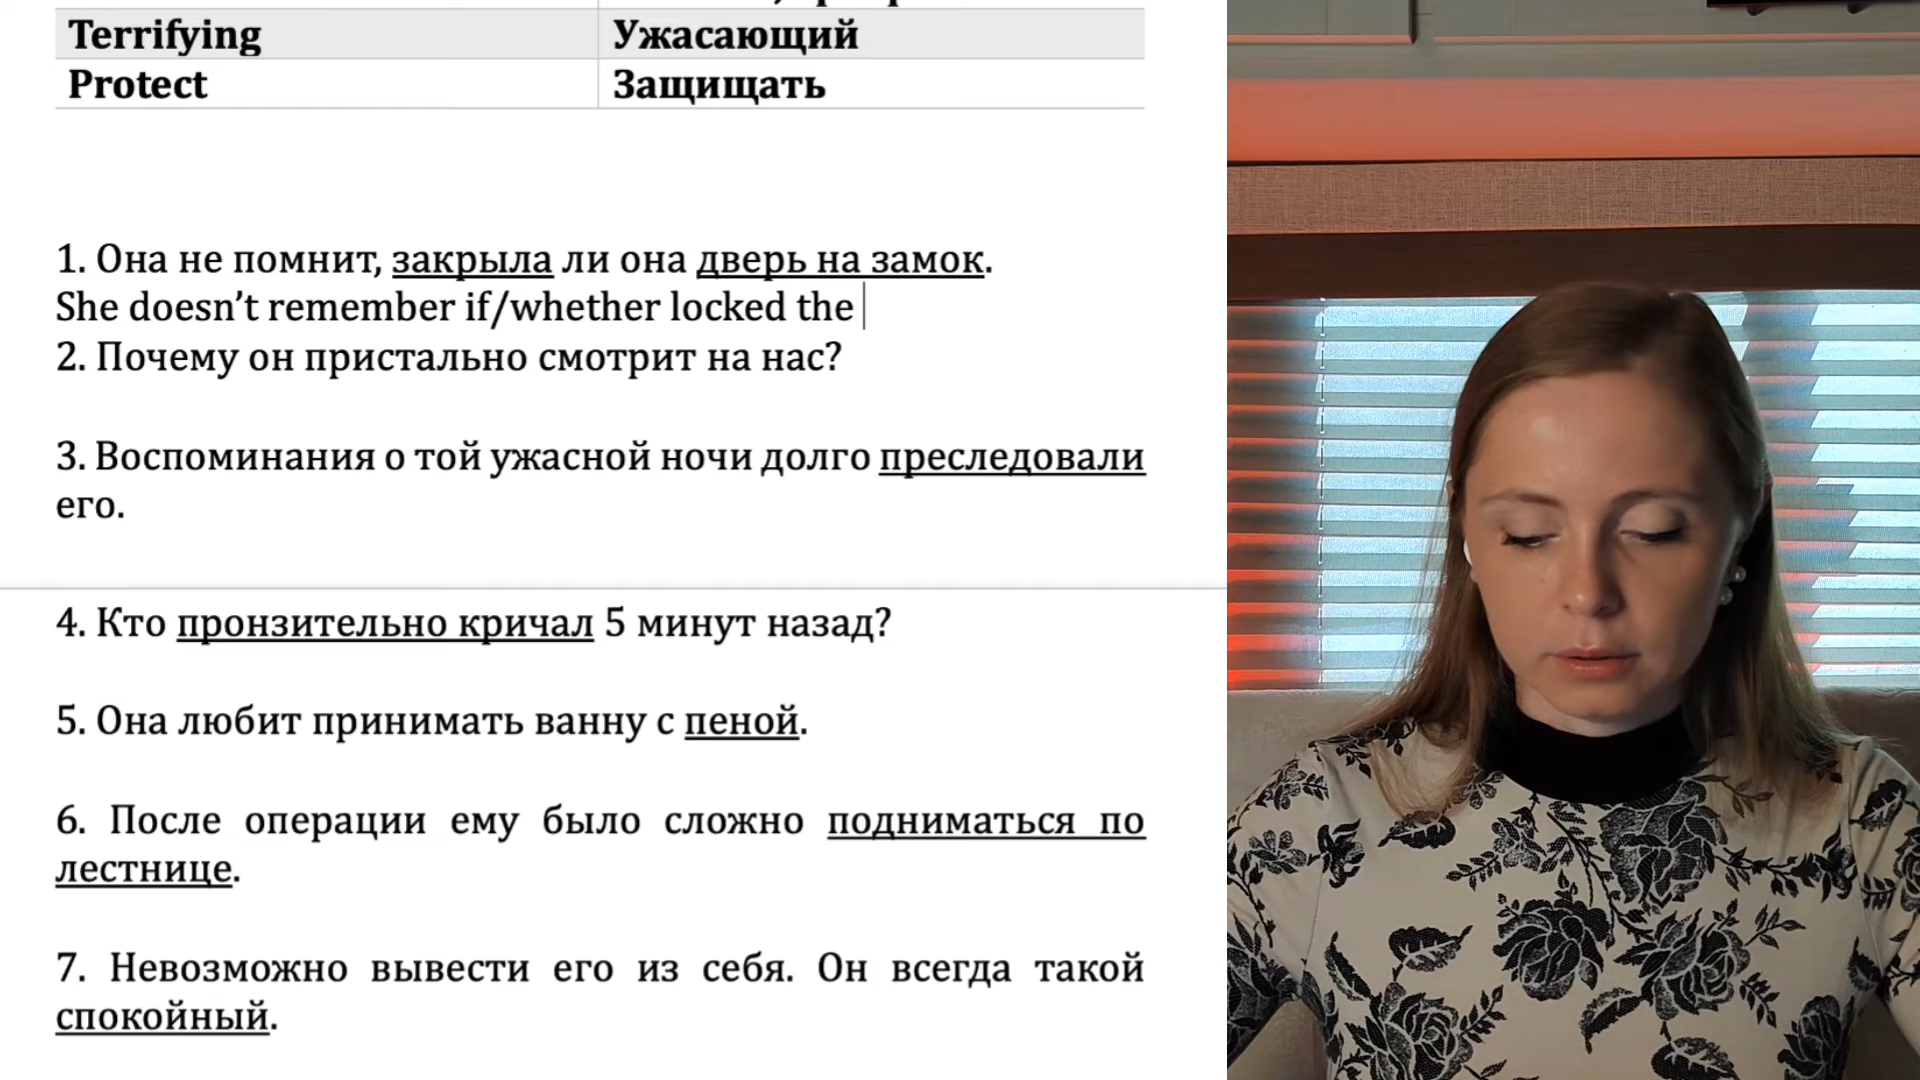 Terrifying Ужасающий
Protect Защищать
1. Она не помнит, закрыла ли она дверь на замок.
She doesn’t remember if/whether locked the
2. Почему он пристально смотрит на нас?
3. Воспоминания о той ужасной ночи долго преследовали
его.
4. Кто пронзительно кричал 5 минут назад?
5. Она любит принимать ванну с пеной.
6. После операции ему было сложно подниматься по
лестнице.
7. Невозможно вывести его из себя. Он всегда такой
спокойный.